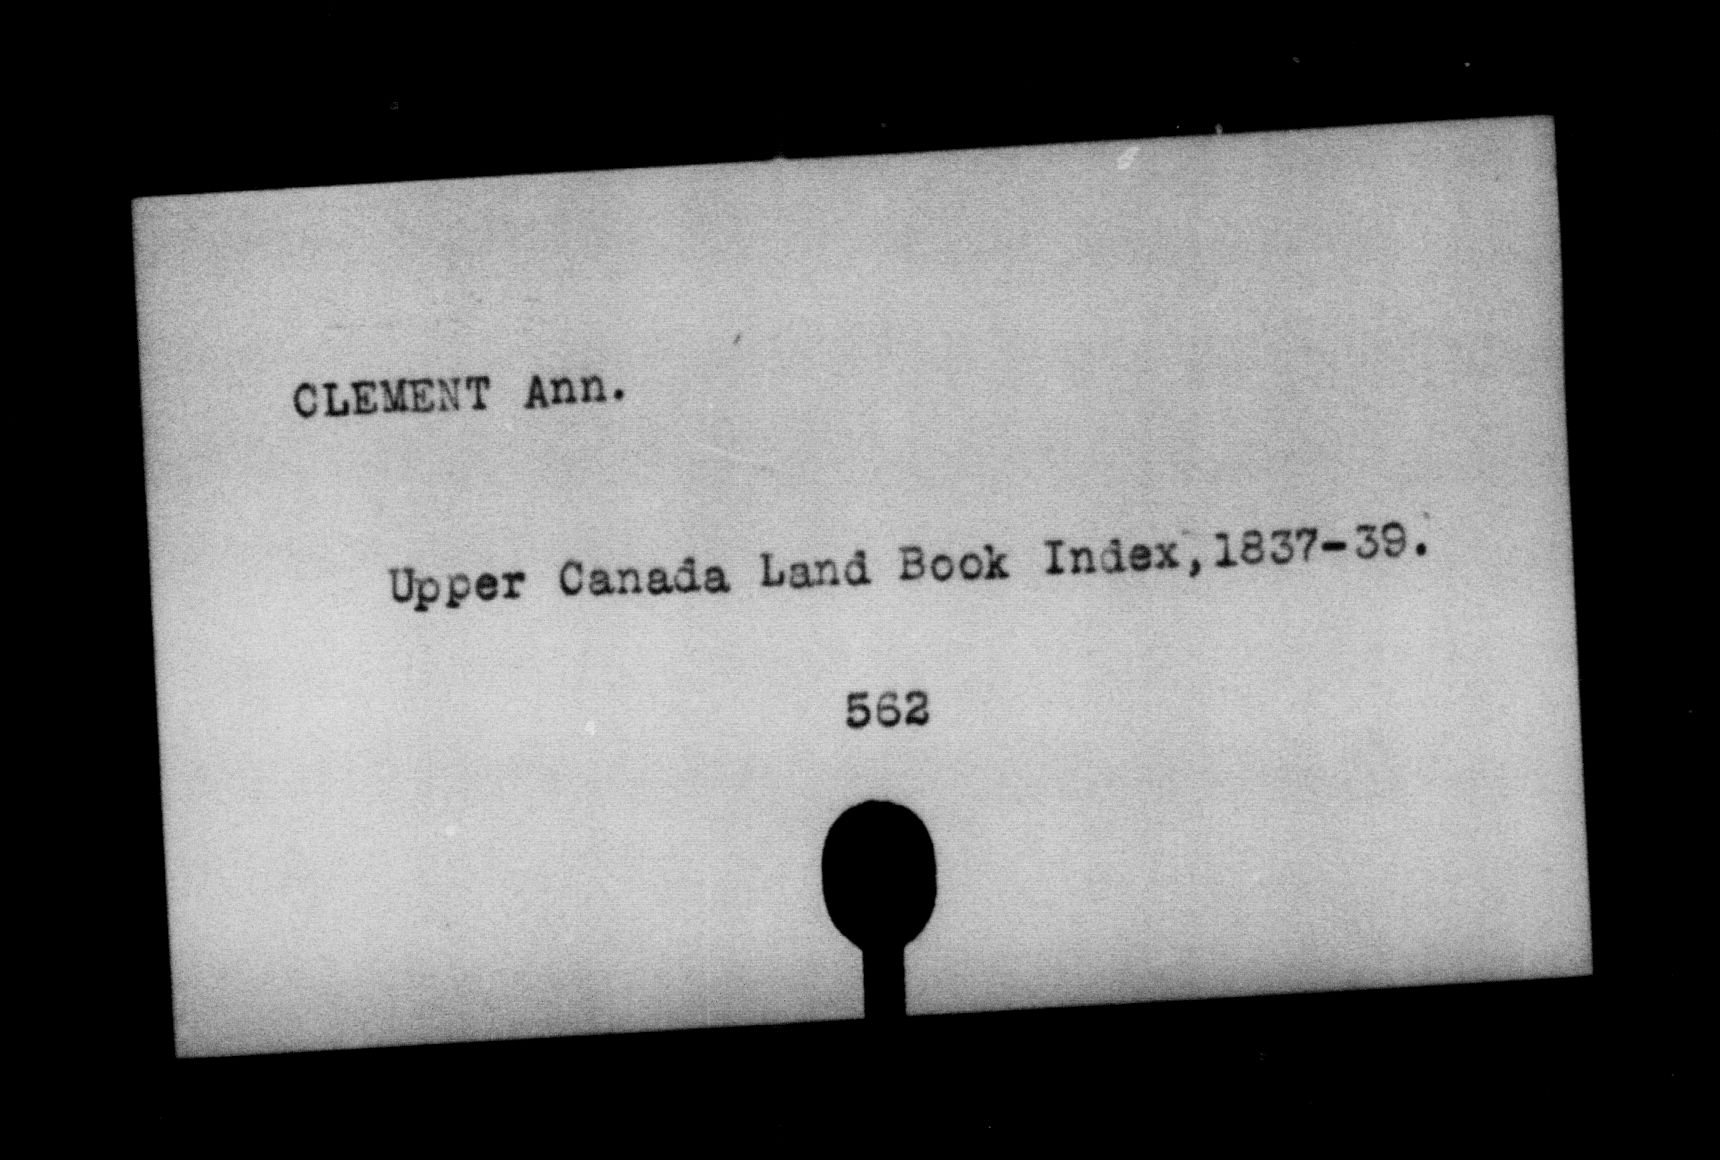 CLEMENT Ann.
Upper Canada Land Book Index,1837-39.
562